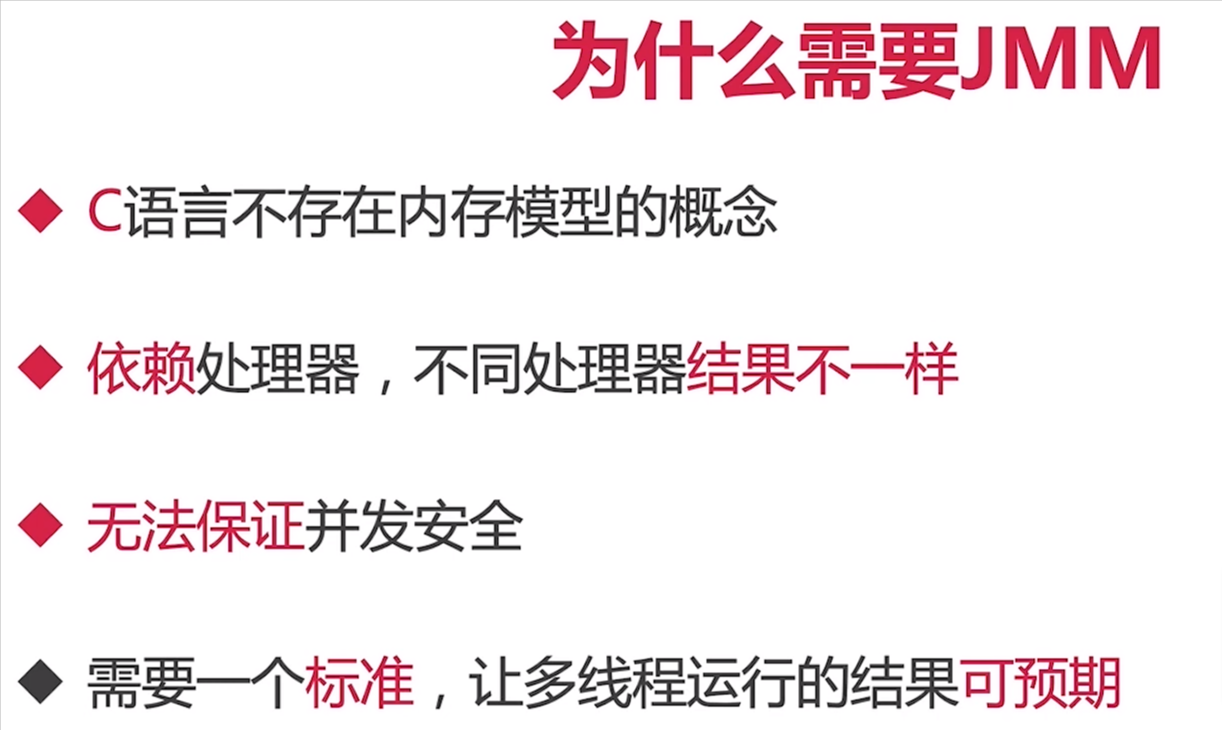 为什么需要JMM
C语言不存在内存模型的概念
依赖处理器，不同处理器结果不一样
无法保证并发安全
需要一个标准，让多线程运行的结果可预期